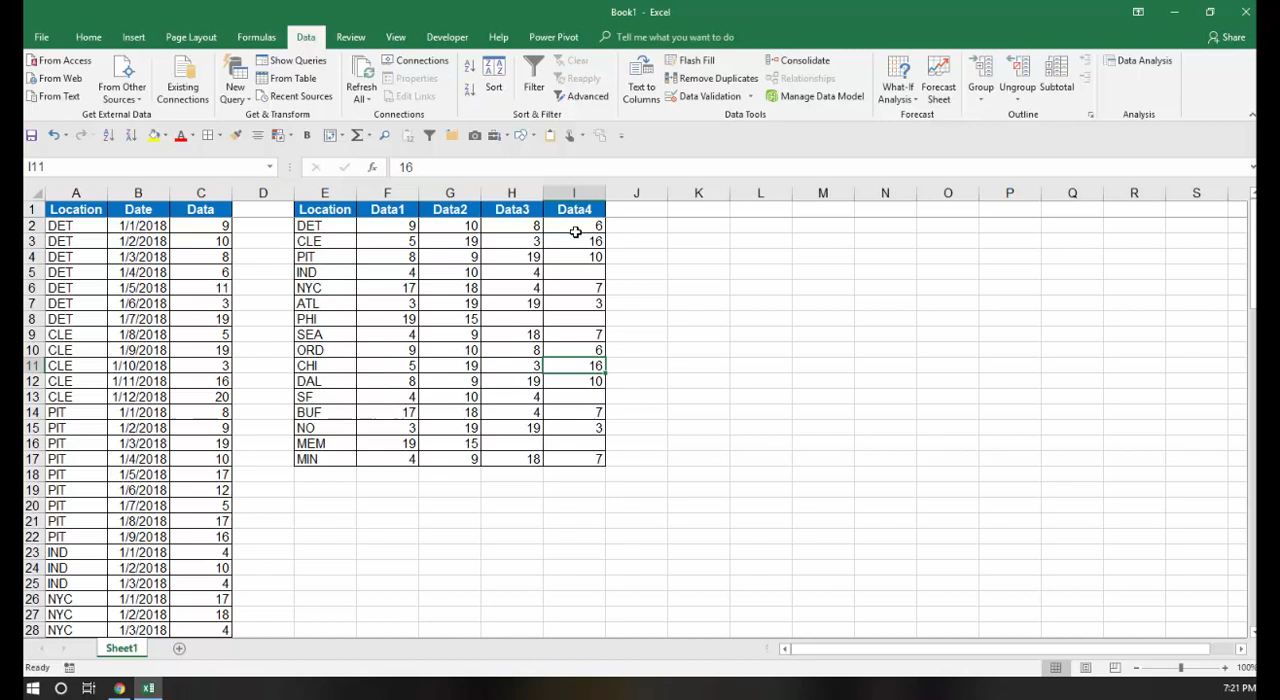 Book1 - Excel
File Home Insert Page Layout Formulas Data Review View Developer Help Power Pivot Tell me what you want to do Share
From Access
From Web
From Text
From Other Sources
Existing Connections
Get External Data
New Query
Show Queries
From Table
Recent Sources
Get & Transform
Refresh All
Connections
Properties
Edit Links
Connections
Sort
Filter
Clear
Reapply
Advanced
Sort & Filter
Text to Columns
Flash Fill
Remove Duplicates
Data Validation
Consolidate
Relationships
Manage Data Model
Data Tools
What-If Analysis
Forecast Sheet
Forecast
Group
Ungroup
Subtotal
Outline
Data Analysis
Analysis
I11 fx 16
A B C D E F G H I J K L M N O P Q R S
1 Location Date Data Location Data1 Data2 Data3 Data4
2 DET 1/1/2018 9 DET 9 10 8 6
3 DET 1/2/2018 10 CLE 5 19 3 16
4 DET 1/3/2018 8 PIT 8 9 19 10
5 DET 1/4/2018 6 IND 4 10 4
6 DET 1/5/2018 11 NYC 17 18 4 7
7 DET 1/6/2018 3 ATL 3 19 19 3
8 DET 1/7/2018 19 PHI 19 15
9 CLE 1/8/2018 5 SEA 4 9 18 7
10 CLE 1/9/2018 19 ORD 9 10 8 6
11 CLE 1/10/2018 3 CHI 5 19 3 16
12 CLE 1/11/2018 16 DAL 8 9 19 10
13 CLE 1/12/2018 20 SF 4 10 4
14 PIT 1/1/2018 8 BUF 17 18 4 7
15 PIT 1/2/2018 9 NO 3 19 19 3
16 PIT 1/3/2018 19 MEM 19 15
17 PIT 1/4/2018 10 MIN 4 9 18 7
18 PIT 1/5/2018 17
19 PIT 1/6/2018 12
20 PIT 1/7/2018 5
21 PIT 1/8/2018 17
22 PIT 1/9/2018 16
23 IND 1/1/2018 4
24 IND 1/2/2018 10
25 IND 1/3/2018 4
26 NYC 1/1/2018 17
27 NYC 1/2/2018 18
28 NYC 1/3/2018 4
Sheet1
Ready 100%
7:21 PM